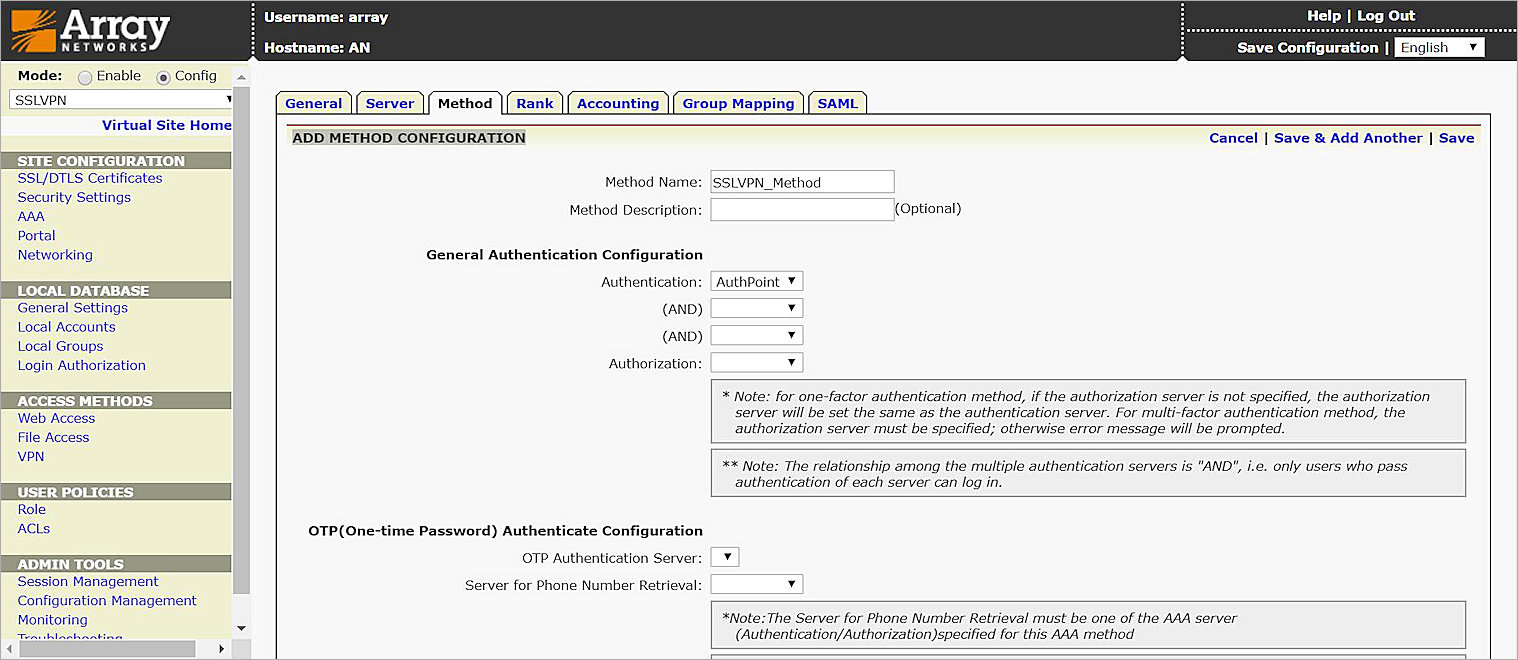 Array
NETWORKS
Username: array
Hostname: AN
Help | Log Out
Save Configuration | English
Mode: Enable Config
SSLVPN
Virtual Site Home
SITE CONFIGURATION
SSL/DTLS Certificates
Security Settings
AAA
Portal
Networking
LOCAL DATABASE
General Settings
Local Accounts
Local Groups
Login Authorization
ACCESS METHODS
Web Access
File Access
VPN
USER POLICIES
Role
ACLs
ADMIN TOOLS
Session Management
Configuration Management
Monitoring
Troubleshooting
General Server Method Rank Accounting Group Mapping SAML
ADD METHOD CONFIGURATION
Cancel | Save & Add Another | Save
Method Name: SSLVPN_Method
Method Description: (Optional)
General Authentication Configuration
Authentication: AuthPoint
(AND)
(AND)
Authorization:
* Note: for one-factor authentication method, if the authorization server is not specified, the authorization
server will be set the same as the authentication server. For multi-factor authentication method, the
authorization server must be specified; otherwise error message will be prompted.
** Note: The relationship among the multiple authentication servers is "AND", i.e. only users who pass
authentication of each server can log in.
OTP(One-time Password) Authenticate Configuration
OTP Authentication Server:
Server for Phone Number Retrieval:
*Note:The Server for Phone Number Retrieval must be one of the AAA server
(Authentication/Authorization)specified for this AAA method